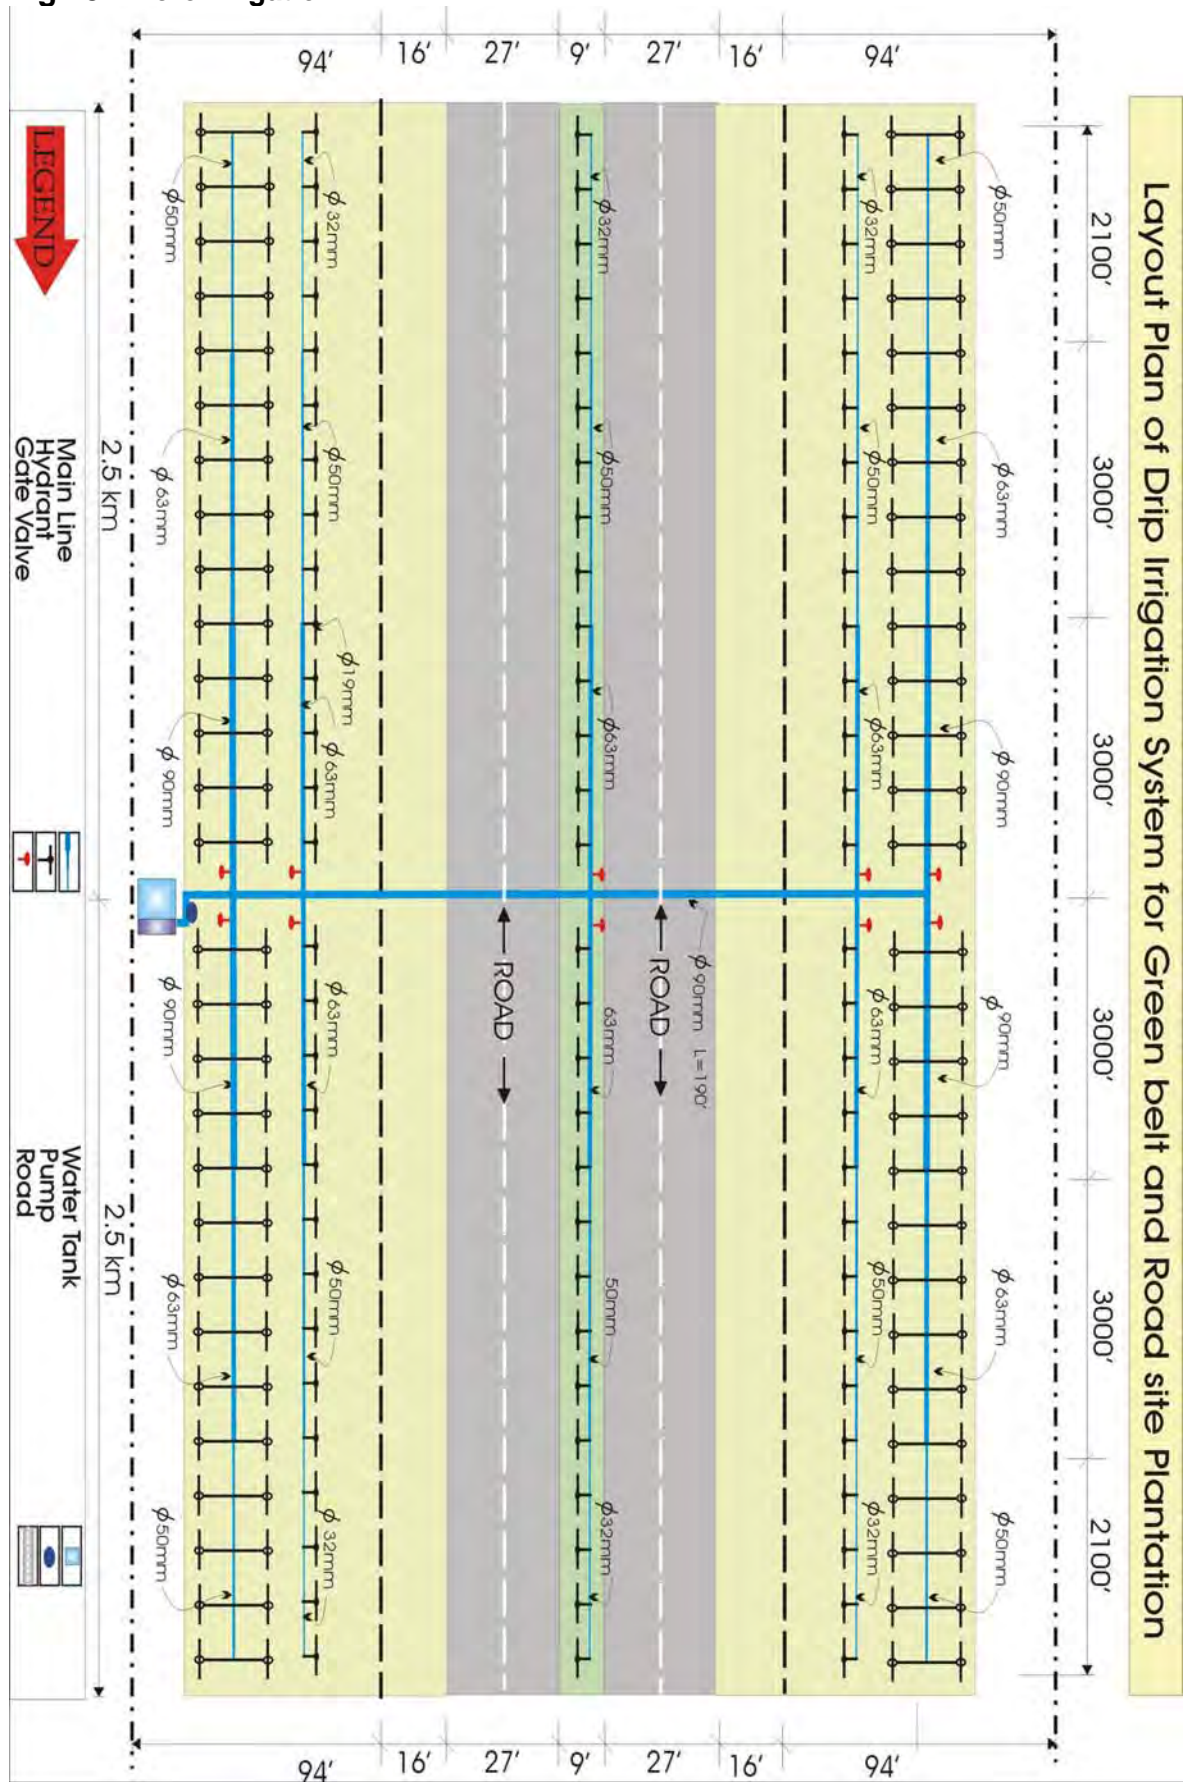 Layout Plan of Drip Irrigation System for Green belt and Road site Plantation
2100'
3000'
3000'
3000'
3000'
2100'
94'
16'
27'
9'
27'
16'
94'
94'
16'
27'
9'
27'
16'
94'
ϕ50mm
ϕ63mm
ϕ90mm
ϕ90mm
ϕ63mm
ϕ50mm
ϕ32mm
ϕ50mm
ϕ63mm
ϕ63mm
ϕ50mm
ϕ32mm
ϕ90mm L=190'
ROAD
ϕ32mm
ϕ50mm
ϕ63mm
63mm
50mm
ϕ32mm
ROAD
ϕ32mm
ϕ50mm
ϕ19mm
ϕ63mm
ϕ63mm
ϕ50mm
ϕ32mm
ϕ50mm
ϕ63mm
ϕ90mm
ϕ90mm
ϕ63mm
ϕ50mm
2.5 km
2.5 km
LEGEND
Main Line
Hydrant
Gate Valve
Water Tank
Pump
Road